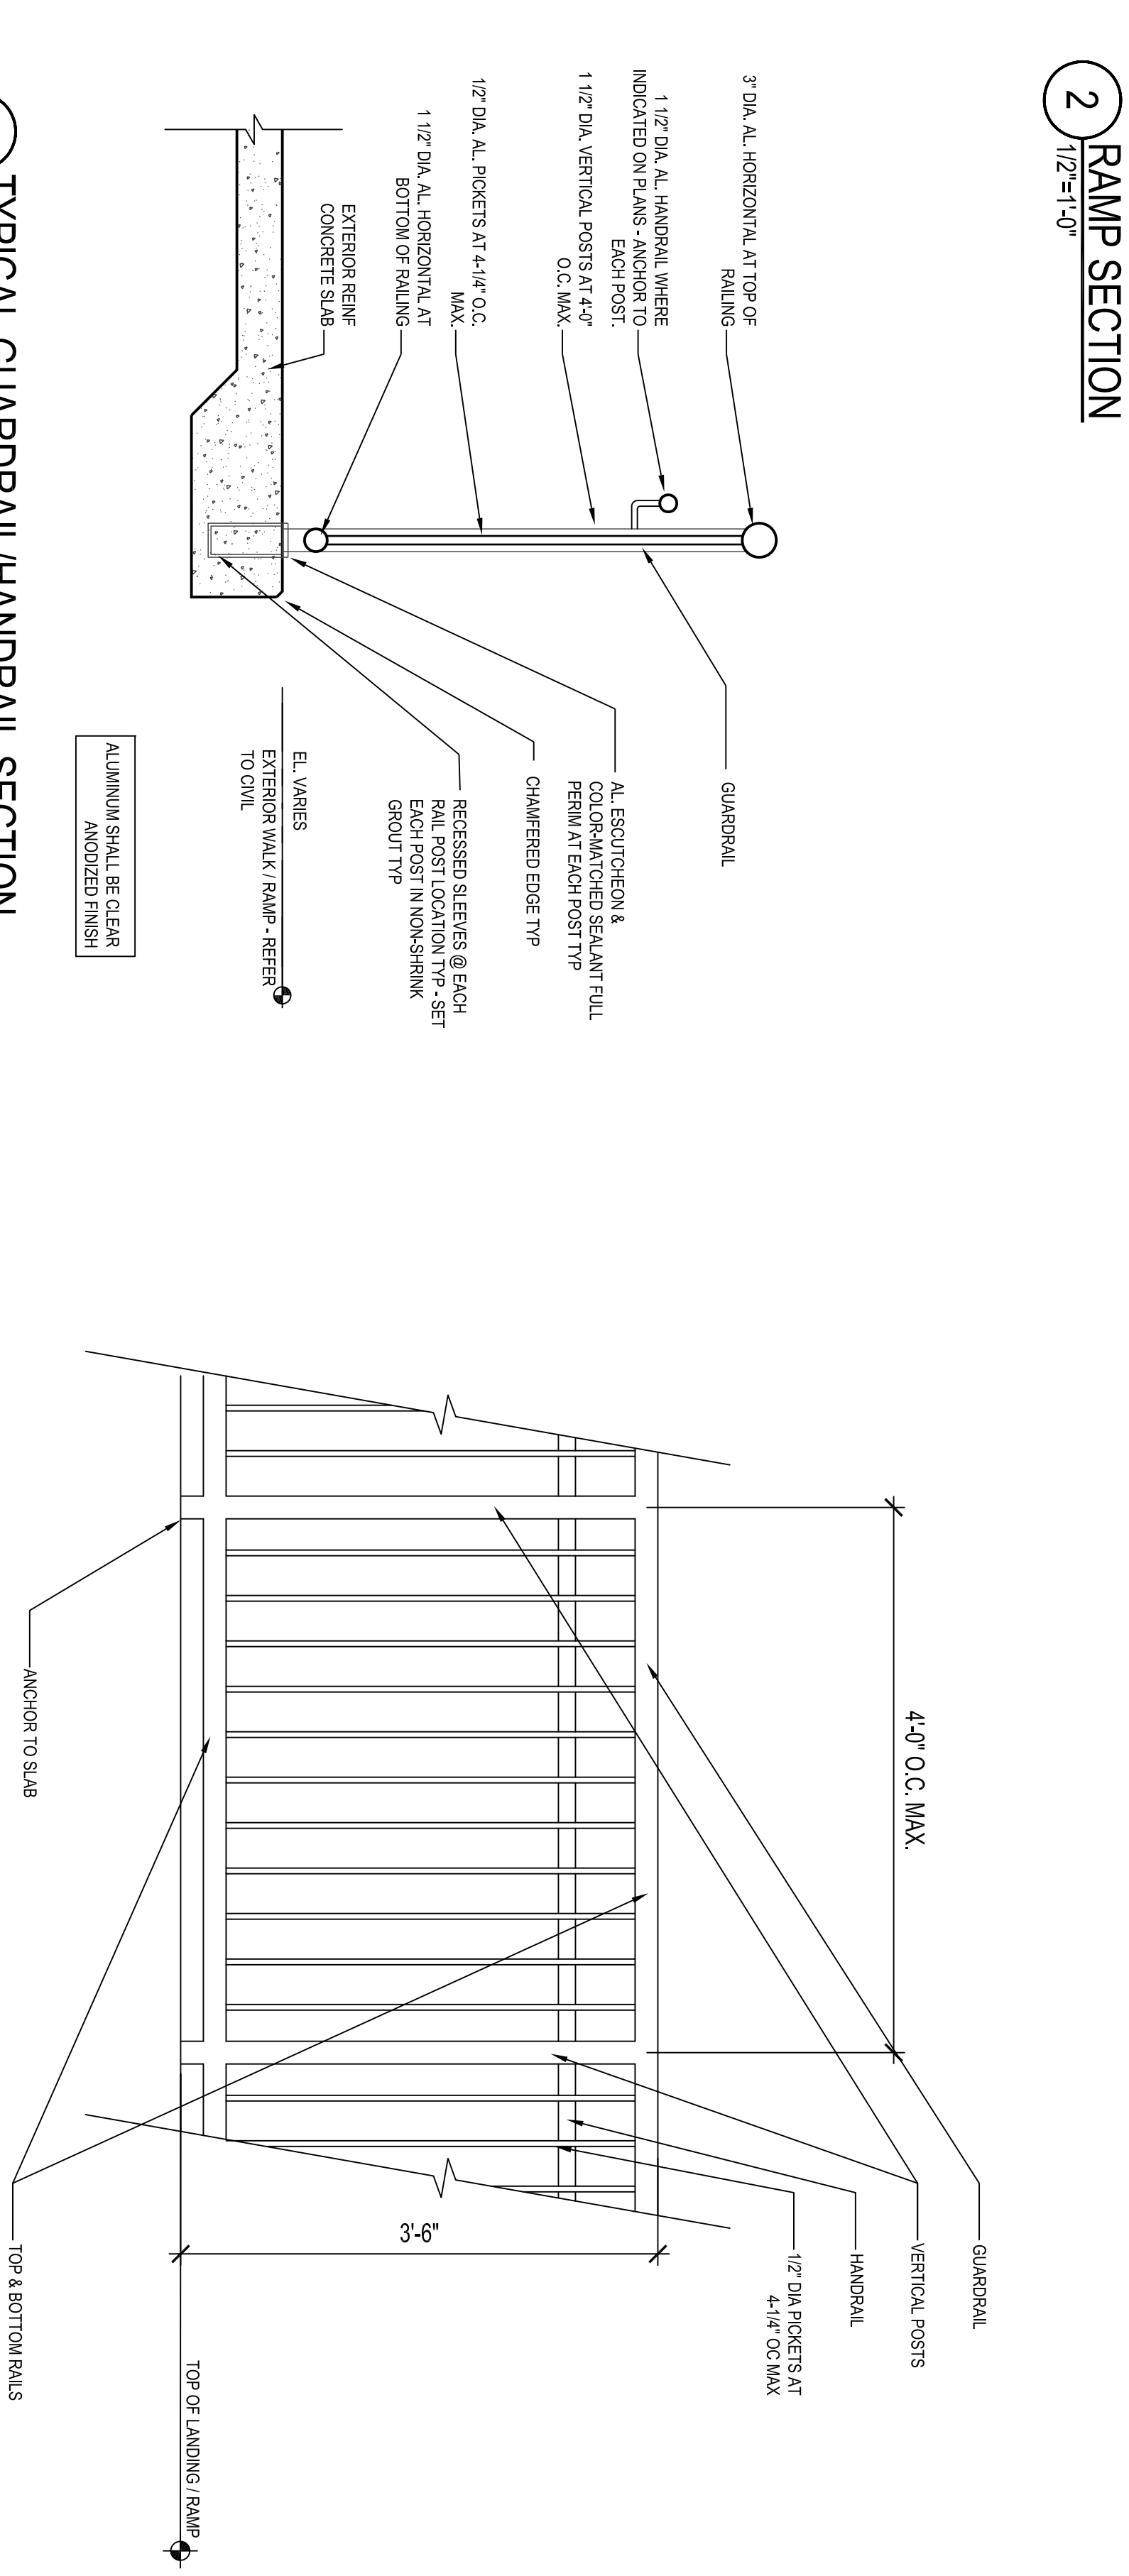 2
RAMP SECTION
1/2"=1'-0"
3" DIA. AL. HORIZONTAL AT TOP OF
RAILING
1 1/2" DIA. AL. HANDRAIL WHERE
INDICATED ON PLANS - ANCHOR TO
EACH POST.
1 1/2" DIA. VERTICAL POSTS AT 4'-0"
O.C. MAX.
1/2" DIA. AL. PICKETS AT 4-1/4" O.C.
MAX.
1 1/2" DIA. AL. HORIZONTAL AT
BOTTOM OF RAILING
EXTERIOR REINF
CONCRETE SLAB
GUARDRAIL
AL. ESCUTCHEON &
COLOR-MATCHED SEALANT FULL
PERIM AT EACH POST TYP
CHAMFERED EDGE TYP
RECESSED SLEEVES @ EACH
RAIL POST LOCATION TYP - SET
EACH POST IN NON-SHRINK
GROUT TYP
EL. VARIES
EXTERIOR WALK / RAMP - REFER
TO CIVIL
ALUMINUM SHALL BE CLEAR
ANODIZED FINISH
TYPICAL GUARDRAIL/HANDRAIL SECTION
4'-0" O.C. MAX.
GUARDRAIL
VERTICAL POSTS
HANDRAIL
1/2" DIA PICKETS AT
4-1/4" OC MAX
3'-6"
TOP OF LANDING / RAMP
ANCHOR TO SLAB
TOP & BOTTOM RAILS